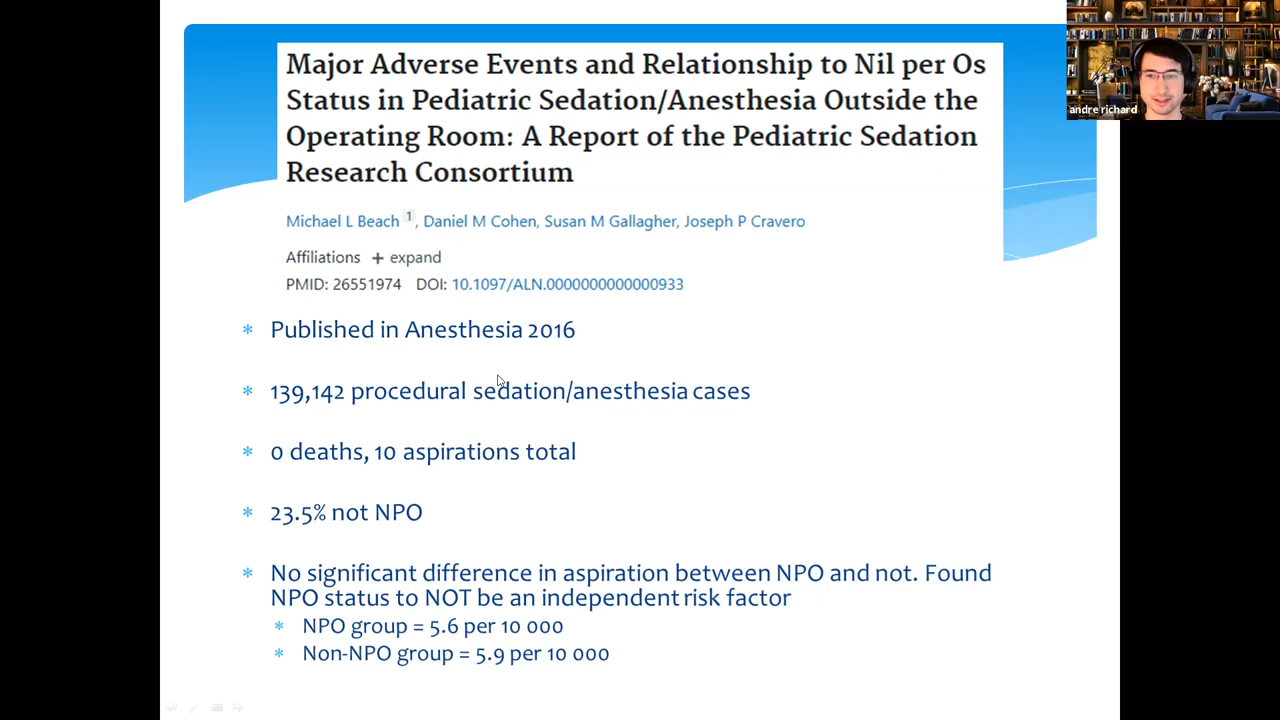 Major Adverse Events and Relationship to Nil per Os
Status in Pediatric Sedation/Anesthesia Outside the
Operating Room: A Report of the Pediatric Sedation
Research Consortium
Michael L Beach 1, Daniel M Cohen, Susan M Gallagher, Joseph P Cravero
Affiliations + expand
PMID: 26551974 DOI: 10.1097/ALN.0000000000000933
* Published in Anesthesia 2016
* 139,142 procedural sedation/anesthesia cases
* 0 deaths, 10 aspirations total
* 23.5% not NPO
* No significant difference in aspiration between NPO and not. Found
NPO status to NOT be an independent risk factor
* NPO group = 5.6 per 10 000
* Non-NPO group = 5.9 per 10 000
andre richard